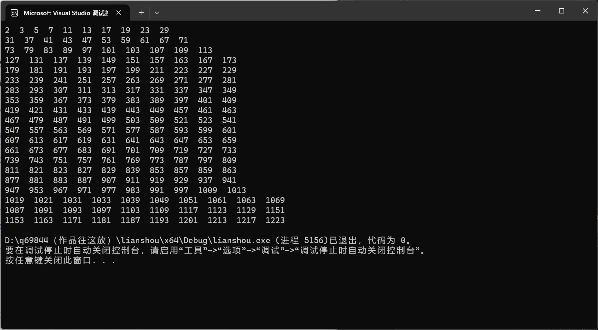 Microsoft Visual Studio 调试控
2 3 5 7 11 13 17 19 23 29
31 37 41 43 47 53 59 61 67 71
73 79 83 89 97 101 103 107 109 113
127 131 137 139 149 151 157 163 167 173
179 181 191 193 197 199 211 223 227 229
233 239 241 251 257 263 269 271 277 281
283 293 307 311 313 317 331 337 347 349
353 359 367 373 379 383 389 397 401 409
419 421 431 433 439 443 449 457 461 463
467 479 487 491 499 503 509 521 523 541
547 557 563 569 571 577 587 593 599 601
607 613 617 619 631 641 643 647 653 659
661 673 677 683 691 701 709 719 727 733
739 743 751 757 761 769 773 787 797 809
811 821 823 827 829 839 853 857 859 863
877 881 883 887 907 911 919 929 937 941
947 953 967 971 977 983 991 997 1009 1013
1019 1021 1031 1033 1039 1049 1051 1061 1063 1069
1087 1091 1093 1097 1103 1109 1117 1123 1129 1151
1153 1163 1171 1181 1187 1193 1201 1213 1217 1223
D:\q69844 (作品往这放) \lianshou\x64\Debug\lianshou.exe (进程 5156)已退出，代码为 0。
要在调试停止时自动关闭控制台，请启用“工具”->“选项”->“调试”->“调试停止时自动关闭控制台”。
按任意键关闭此窗口. . .